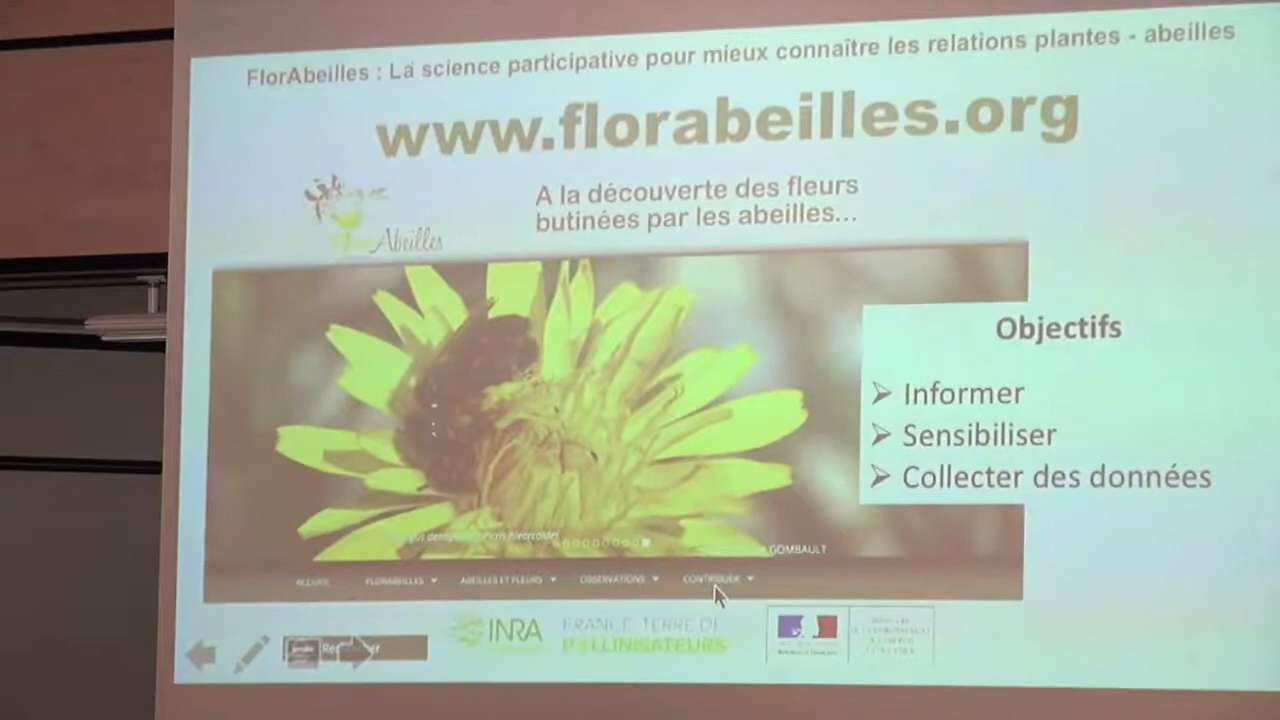 FlorAbeilles : La science participative pour mieux connaître les relations plantes - abeilles
www.florabeilles.org
A la découverte des fleurs
butinées par les abeilles...
Abeilles
Objectifs
➢ Informer
➢ Sensibiliser
➢ Collecter des données
GOMBAULT
ACCUEIL FLORABEILLES ABEILLES ET FLEURS OBSERVATIONS CONTRIBUER
INRA
FRANCE TERRE DE
POLLINISATEURS